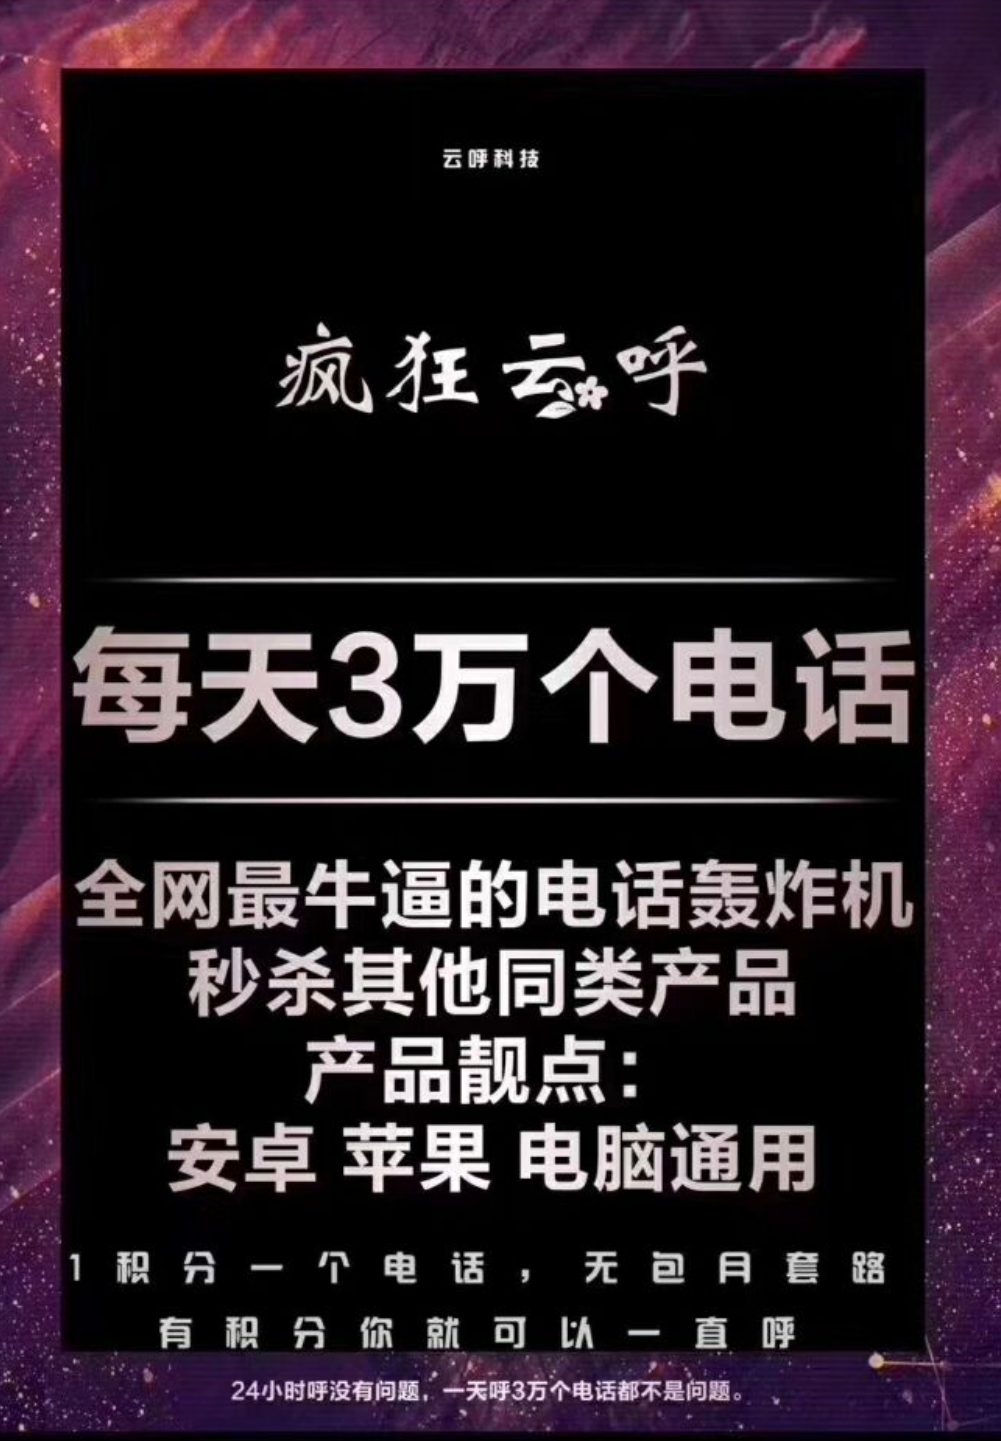 云呼科技
疯狂云呼
每天3万个电话
全网最牛逼的电话轰炸机
秒杀其他同类产品
产品靓点：
安卓 苹果 电脑通用
1积分一个电话，无包月套路
有积分你就可以一直呼
24小时呼没有问题，一天呼3万个电话都不是问题。